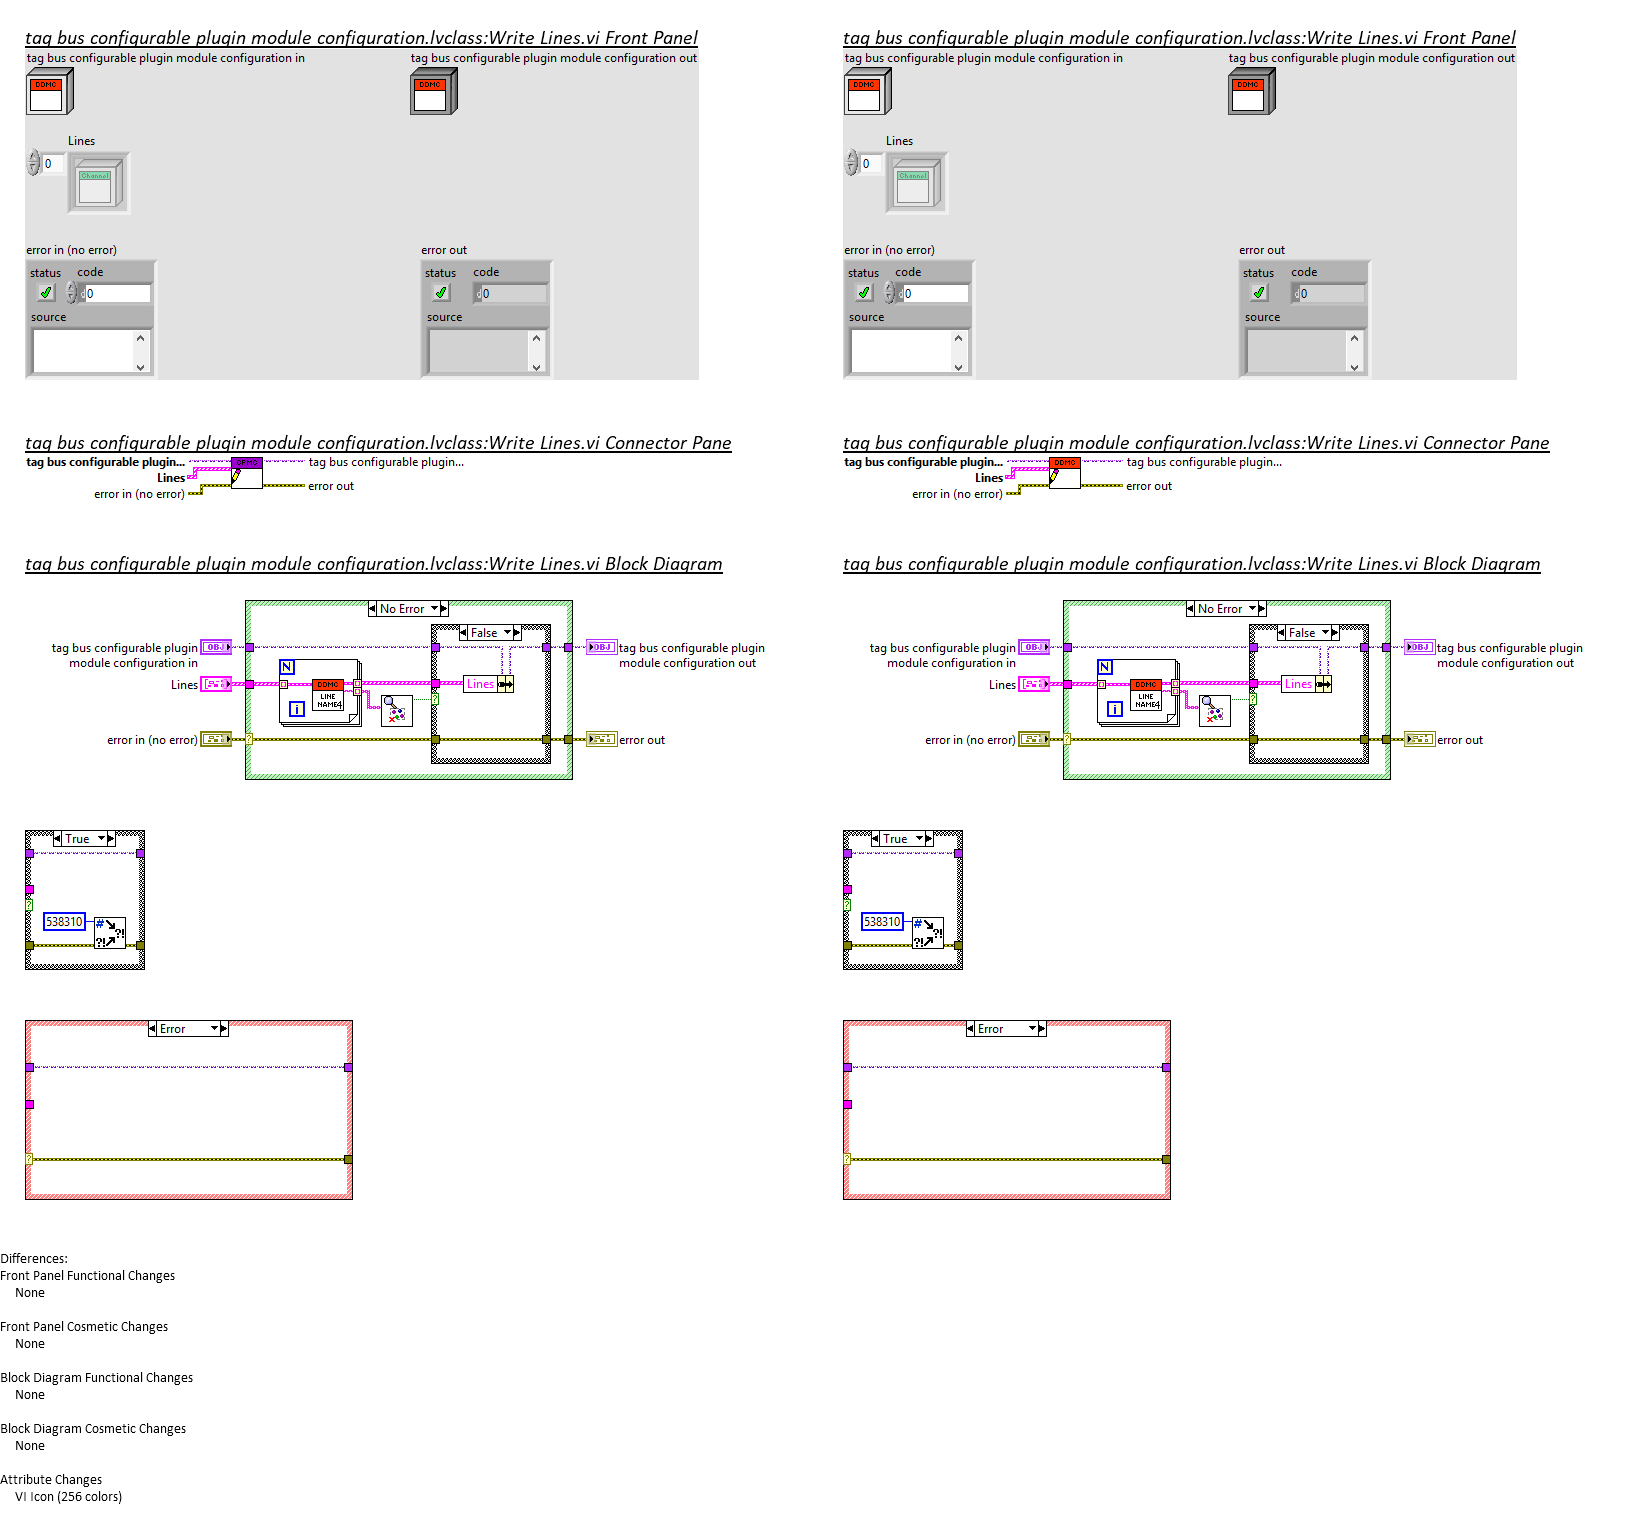 tag bus configurable plugin module configuration.lvclass:Write Lines.vi Front Panel
tag bus configurable plugin module configuration in
tag bus configurable plugin module configuration out
DDMC
DDMC
Lines
0
Channel
error in (no error)
error out
status
code
status
code
d0
d0
source
source
tag bus configurable plugin module configuration.lvclass:Write Lines.vi Front Panel
tag bus configurable plugin module configuration in
tag bus configurable plugin module configuration out
DDMC
DDMC
Lines
0
Channel
error in (no error)
error out
status
code
status
code
d0
d0
source
source
tag bus configurable plugin module configuration.lvclass:Write Lines.vi Connector Pane
tag bus configurable plugin...
tag bus configurable plugin...
Lines
error in (no error)
error out
tag bus configurable plugin module configuration.lvclass:Write Lines.vi Connector Pane
tag bus configurable plugin...
DDMC
tag bus configurable plugin...
Lines
error in (no error)
error out
tag bus configurable plugin module configuration.lvclass:Write Lines.vi Block Diagram
No Error
False
tag bus configurable plugin
module configuration in
OBJ
OBJ
tag bus configurable plugin
module configuration out
N
Lines
DDMC
LINE
NAME4
i
Lines
?
error in (no error)
?
error out
tag bus configurable plugin module configuration.lvclass:Write Lines.vi Block Diagram
No Error
False
tag bus configurable plugin
module configuration in
OBJ
OBJ
tag bus configurable plugin
module configuration out
N
Lines
DDMC
LINE
NAME4
i
Lines
?
error in (no error)
?
error out
True
?
538310
#
?!
?!
True
?
538310
#
?!
?!
Error
?
Error
?
Differences:
Front Panel Functional Changes
None
Front Panel Cosmetic Changes
None
Block Diagram Functional Changes
None
Block Diagram Cosmetic Changes
None
Attribute Changes
VI Icon (256 colors)